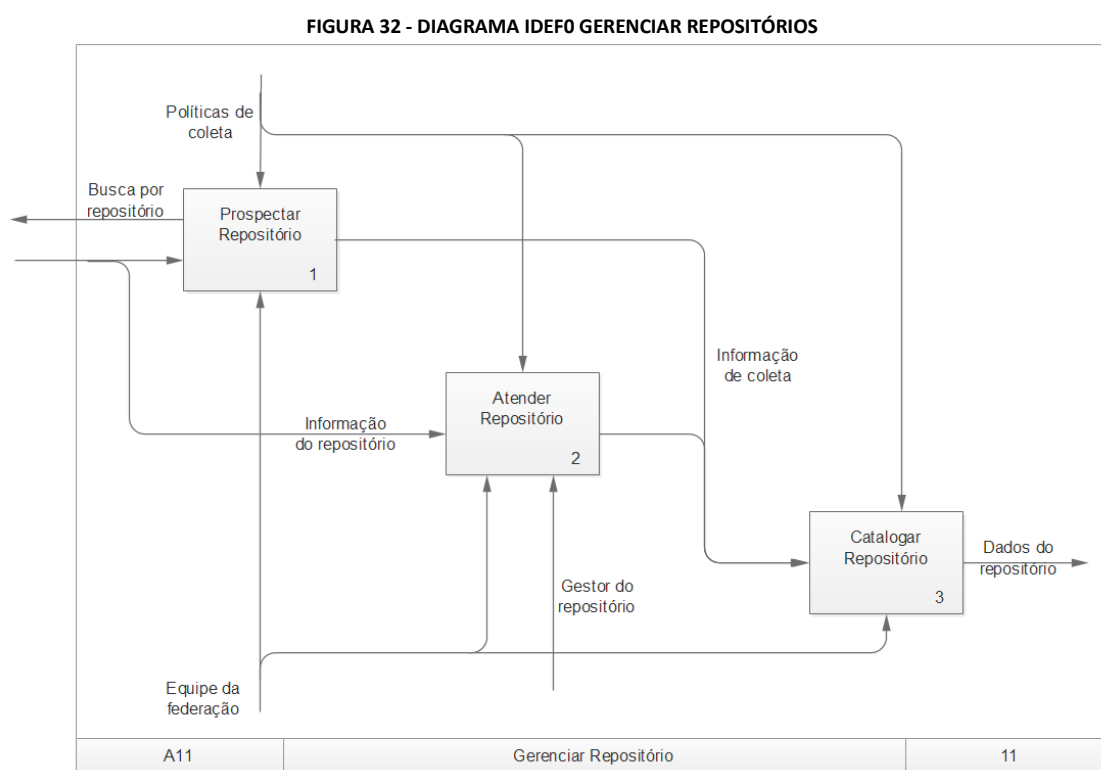 FIGURA 32 - DIAGRAMA IDEF0 GERENCIAR REPOSITÓRIOS
Políticas de
coleta
Busca por
repositório
Prospectar
Repositório
1
Informação
de coleta
Atender
Repositório
2
Informação
do repositório
Catalogar
Repositório
3
Dados do
repositório
Gestor do
repositório
Equipe da
federação
A11
Gerenciar Repositório
11